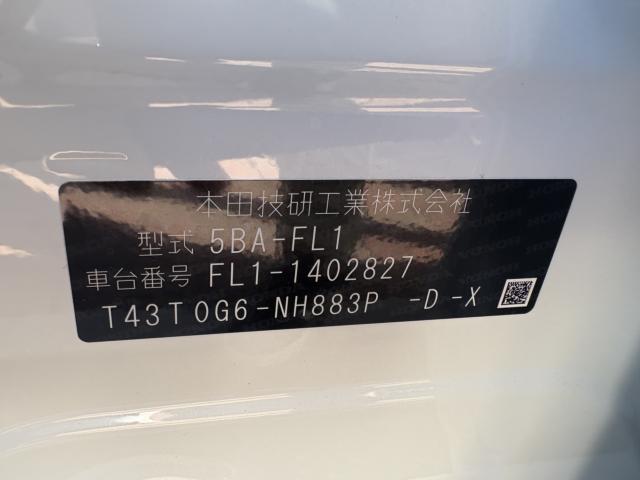 本田技研工業株式会社
型式 5BA-FL1
車台番号 FL1-1402827
T43T0G6-NH883P -D-X